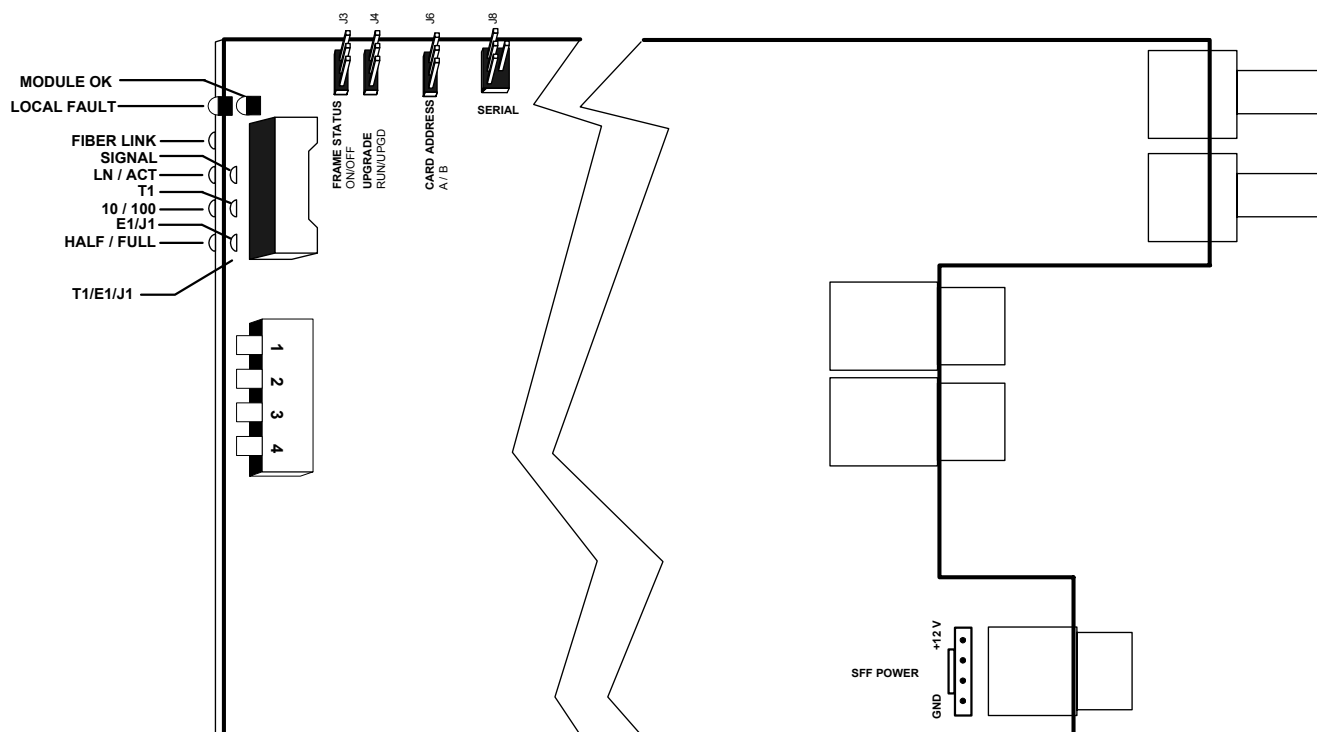 J3
J4
J6
J8
MODULE OK
LOCAL FAULT
FIBER LINK
SIGNAL
LN / ACT
T1
10 / 100
E1/J1
HALF / FULL
T1/E1/J1
FRAME STATUS
ON/OFF
UPGRADE
RUN/UPGD
CARD ADDRESS
A / B
SERIAL
1
2
3
4
SFF POWER
+12 V
GND